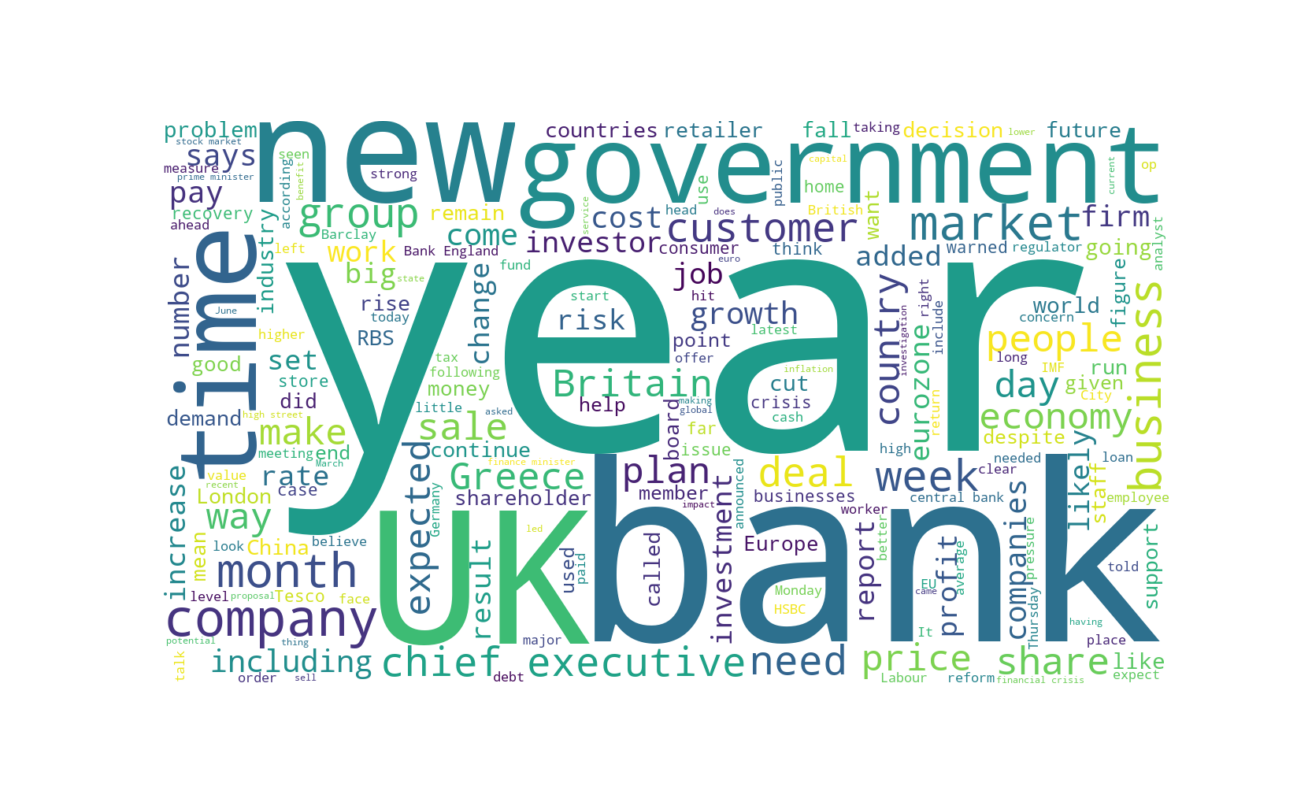 problem
stock market
says
measure
prime minister
pay
recovery
ahead
new
seen
according
benefit
strong
countries
retailer
fall
taking
decision
lower
future
capital
op
government
current
public
use
home
service
group
remain
cost
head
does
British
want
customer
market
firm
Barclay
come
left
work
Bank England
investor
consumer
think
added
warned
regulator
going
analyst
time
industry
number
big
state
fund
euro
job
hit
year
June
rise
today
RBS
change
start
risk
growth
latest
country
right
include
concern
world
figure
business
higher
good
set
store
did
tax
following
money
point
offer
Britain
inflation
cut
crisis
cash
investigation
eurozone
people
long
IMF
run
day
given
City
return
demand
high street
make
little
asked
help
making
global
sale
far
board
issue
economy
despite
meeting
end
March
continue
high
needed
loan
clear
likely
value
recent
rate
case
expected
finance minister
Greece
plan
member
impact
deal
week
central bank
staff
employee
increase
London
way
Germany
shareholder
announced
businesses
worker
companies
look
China
believe
UK
led
bank
investment
Europe
better
pressure
mean
month
used
paid
called
report
profit
told
support
level
proposal
Tesco
face
result
Monday
HSBC
EU
came
average
Thursday
having
company
potential
thing
major
It
place
talk
including
order
sell
chief
executive
debt
need
price
Labour
reform
share
financial crisis
like
expect